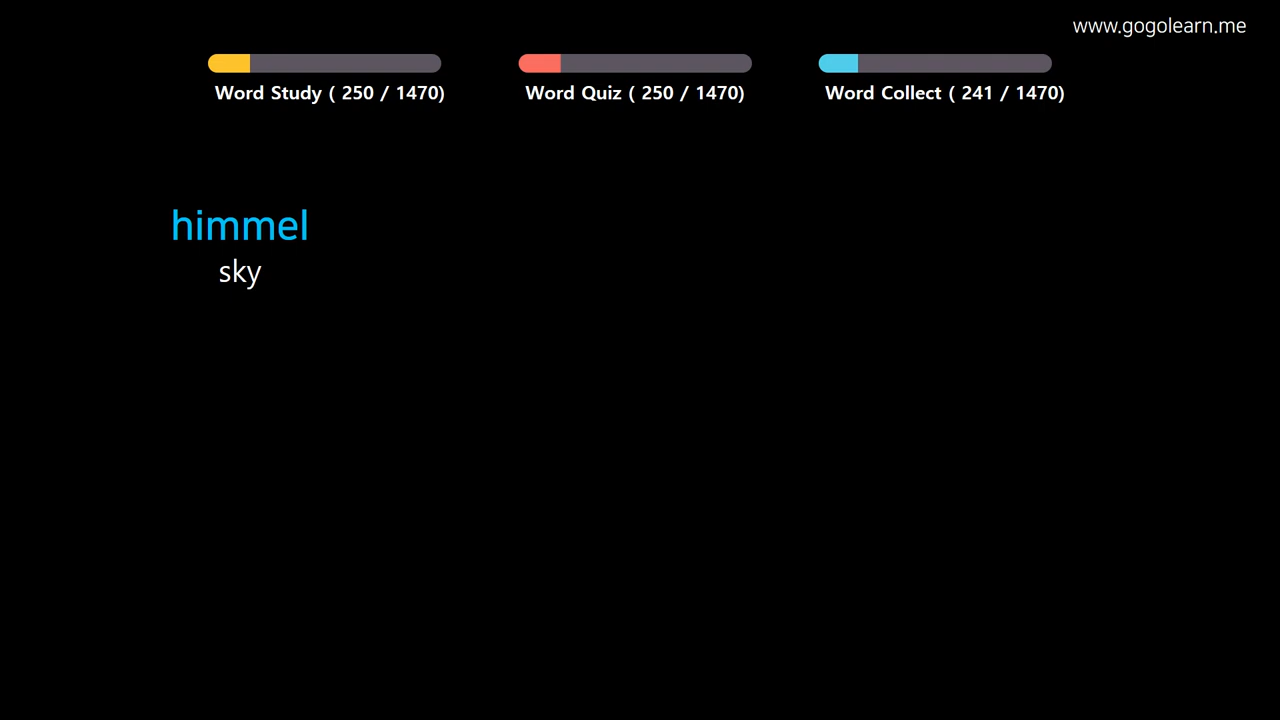 www.gogolearn.me
Word Study ( 250 / 1470)
Word Quiz ( 250 / 1470)
Word Collect ( 241 / 1470)
himmel
sky